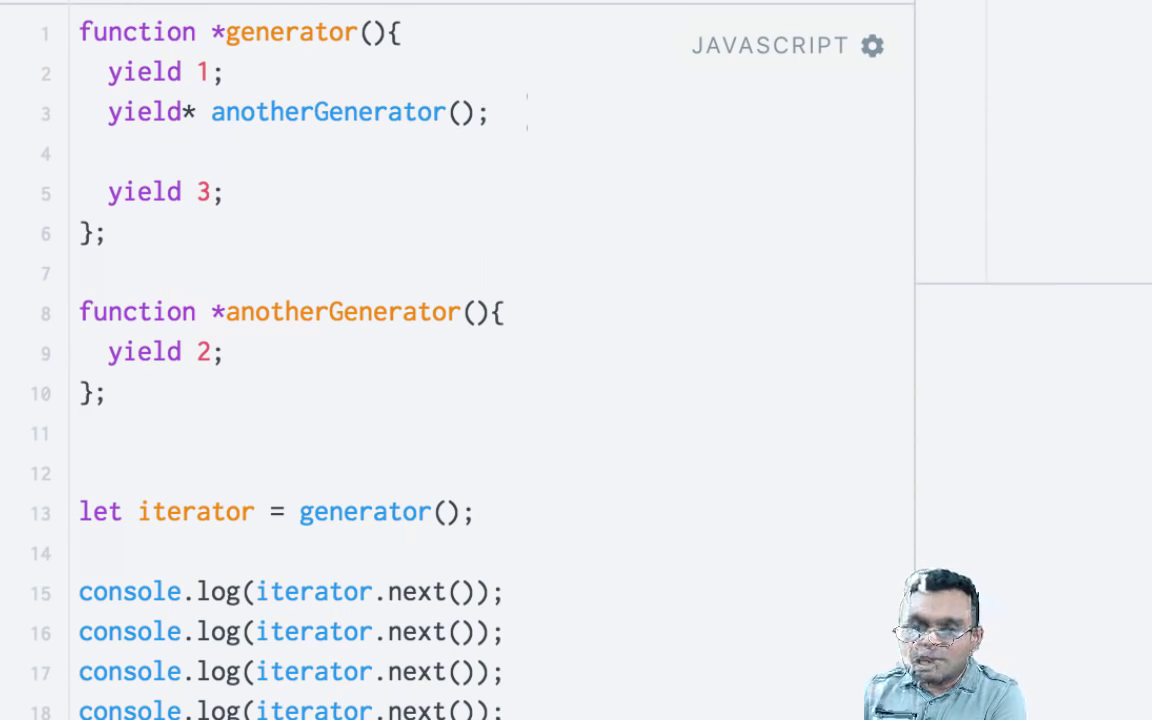 JAVASCRIPT
1 function *generator(){
2 yield 1;
3 yield* anotherGenerator();
4
5 yield 3;
6 };
7
8 function *anotherGenerator(){
9 yield 2;
10 };
11
12
13 let iterator = generator();
14
15 console.log(iterator.next());
16 console.log(iterator.next());
17 console.log(iterator.next());
18 console.log(iterator.next());